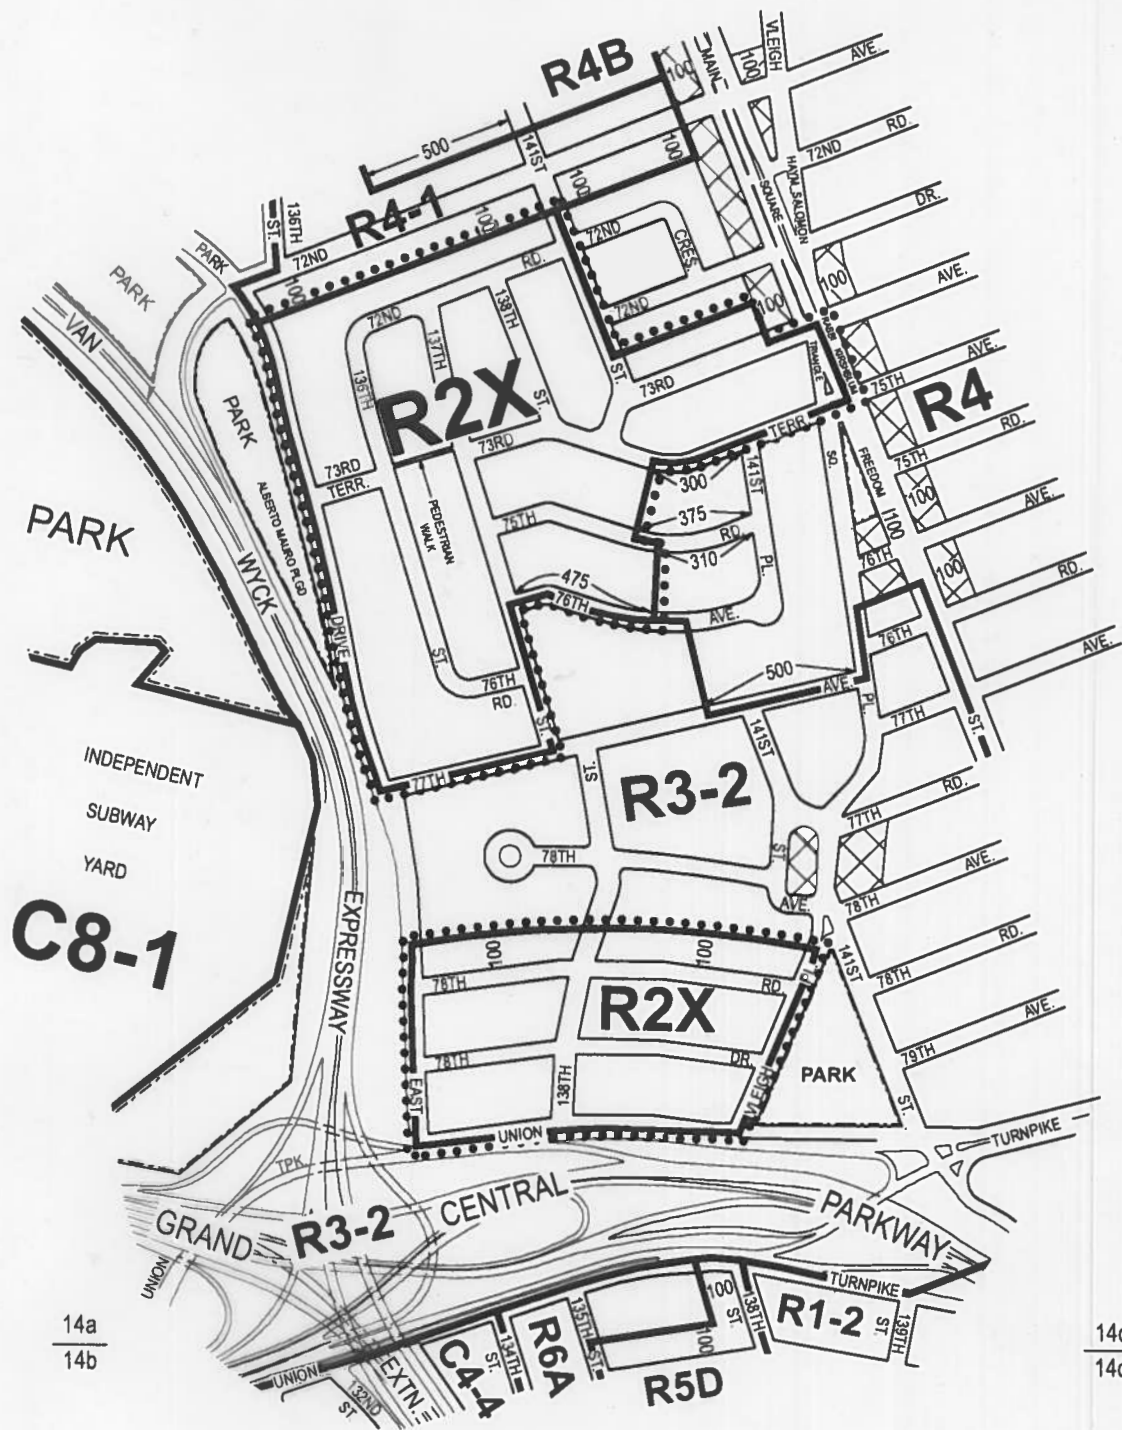 R4B
100
MAIN
100
VLEIGH
AVE.
500
141ST
100
100
72ND
RD.
SQUARE
HAYM SALOMON
136TH
ST.
R4-1
100
72ND
CRES.
DR.
PARK
72ND
100
RD.
PARK
138TH
72ND
100
100
AVE.
VAN
72ND
137TH
136TH
ST.
ST.
73RD
TRIANGLE
RABBI
KIRSHBLUM
AVE.
75TH
R4
PARK
R2X
73RD
73RD
TERR.
TERR.
141ST
SQ.
FREEDOM
RD.
75TH
ALBERTO MAURO PLGD
PEDESTRIAN
WALK
300
375
RD.
310
100
100
AVE.
PARK
WYCK
75TH
PL.
76TH
100
RD.
475
76TH
AVE.
DRIVE
ST.
76TH
RD.
ST.
500
AVE.
PL.
76TH
AVE.
77TH
ST.
INDEPENDENT
SUBWAY
YARD
C8-1
77TH
ST.
141ST
R3-2
RD.
77TH
78TH
ST.
AVE.
AVE.
78TH
EXPRESSWAY
100
100
RD.
78TH
RD.
PL.
141ST
78TH
R2X
AVE.
78TH
DR.
79TH
EAST
138TH
VLEIGH
PARK
ST.
UNION
TURNPIKE
TPK
GRAND
R3-2
CENTRAL
PARKWAY
UNION
TURNPIKE
100
ST.
138TH
R1-2
ST.
139TH
14a
14b
UNION
132ND
ST.
EXTN.
C4-4
ST.
134TH
R6A
135TH
ST.
100
R5D